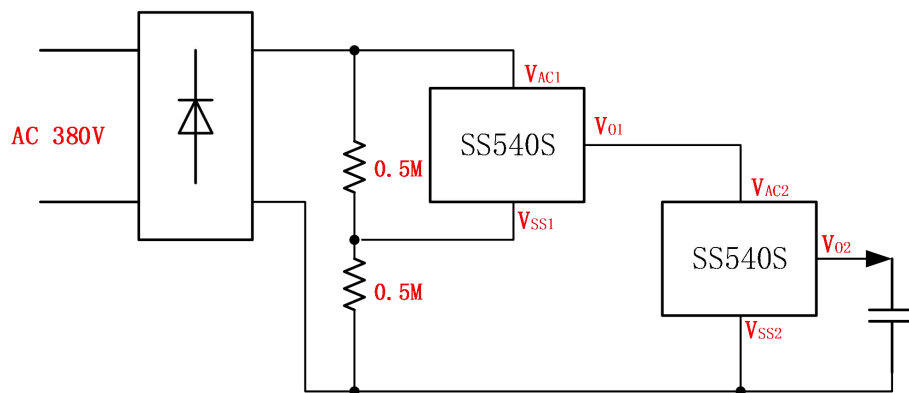 AC 380V
0.5M
0.5M
VAC1
SS540S
VO1
VSS1
VAC2
SS540S
VO2
VSS2